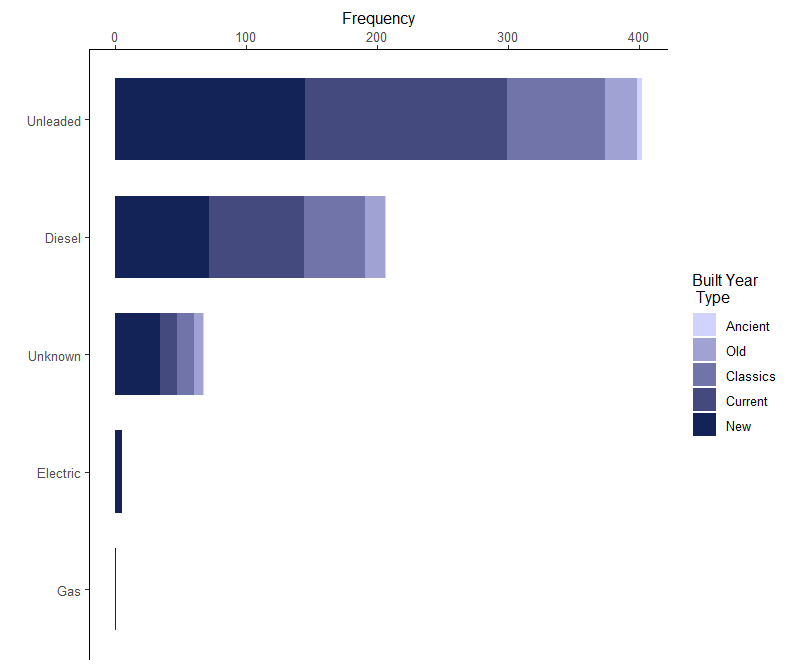 Frequency
0 100 200 300 400
Unleaded
Diesel
Unknown
Electric
Gas
Built Year
Type
Ancient
Old
Classics
Current
New